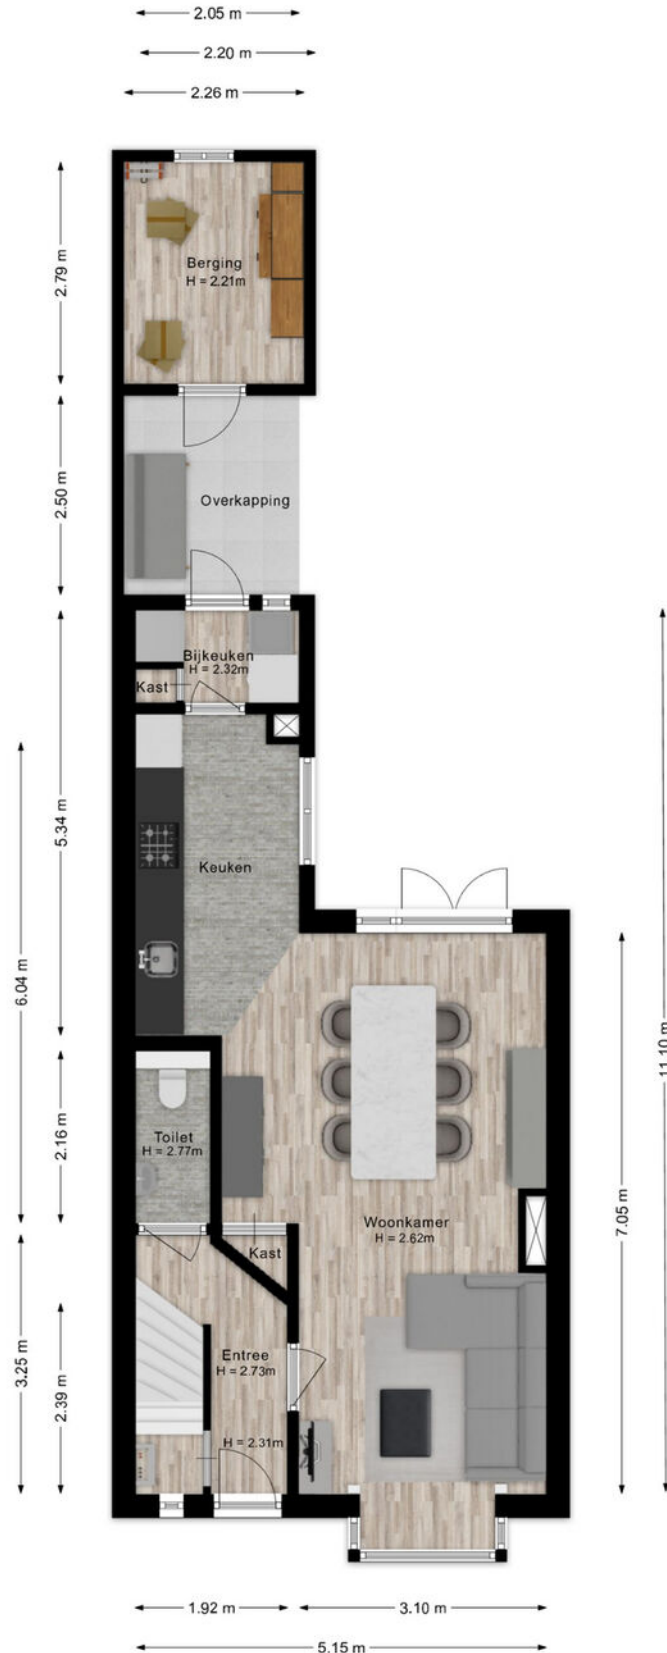 2.05 m
2.20 m
2.26 m
2.79 m
Berging
H = 2.21m
2.50 m
Overkapping
Bijkeuken
H = 2.32m
Kast
5.34 m
Keuken
6.04 m
11.10 m
2.16 m
Toilet
H = 2.77m
7.05 m
Woonkamer
H = 2.62m
Kast
3.25 m
2.39 m
Entree
H = 2.73m
H = 2.31m
1.92 m
3.10 m
5.15 m